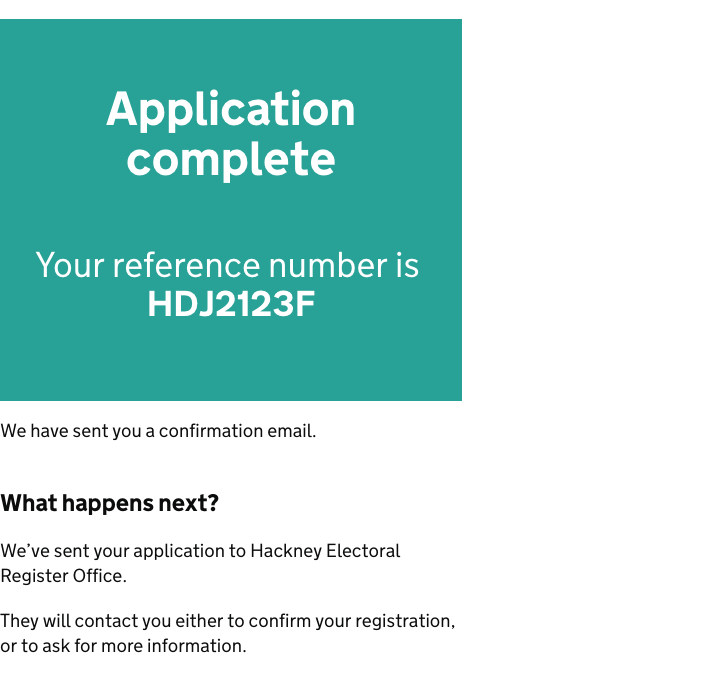 Application
complete
Your reference number is
HDJ2123F
We have sent you a confirmation email.
What happens next?
We’ve sent your application to Hackney Electoral
Register Office.
They will contact you either to confirm your registration,
or to ask for more information.